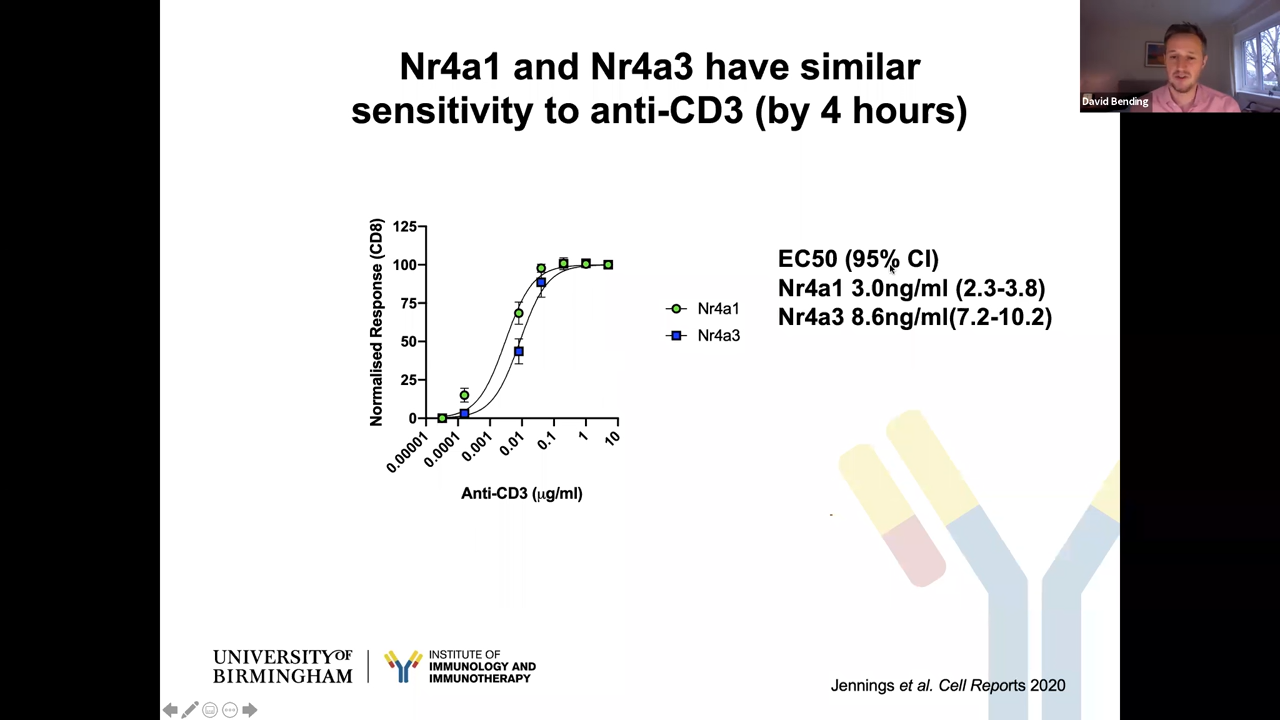 Nr4a1 and Nr4a3 have similar
sensitivity to anti-CD3 (by 4 hours)
David Bending
Normalised Response (CD8)
125
100
75
50
25
0
0.00001
0.0001
0.001
0.01
0.1
1
10
Anti-CD3 (μg/ml)
Nr4a1
Nr4a3
EC50 (95% CI)
Nr4a1 3.0ng/ml (2.3-3.8)
Nr4a3 8.6ng/ml(7.2-10.2)
UNIVERSITY OF
BIRMINGHAM
INSTITUTE OF
IMMUNOLOGY AND
IMMUNOTHERAPY
Jennings et al. Cell Reports 2020